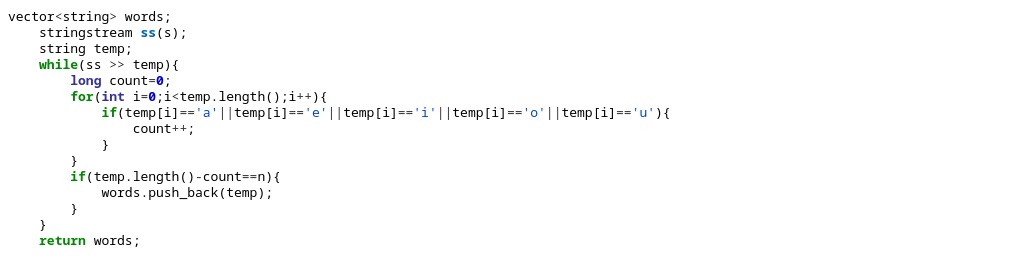 vector<string> words;
    stringstream ss(s);
    string temp;
    while(ss >> temp){
        long count=0;
        for(int i=0;i<temp.length();i++){
            if(temp[i]=='a'||temp[i]=='e'||temp[i]=='i'||temp[i]=='o'||temp[i]=='u'){
                count++;
            }
        }
        if(temp.length()-count==n){
            words.push_back(temp);
        }
    }
    return words;